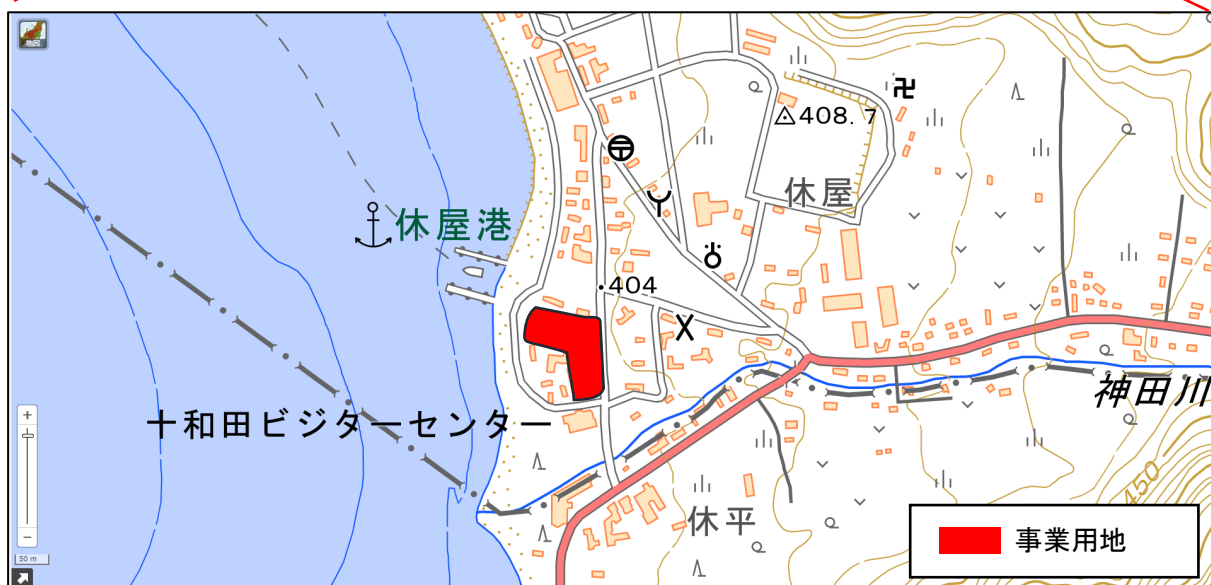 地図
408.7
休屋
休屋港
404
神田川
十和田ビジターセンター
450
休平
事業用地
+
−
50 m